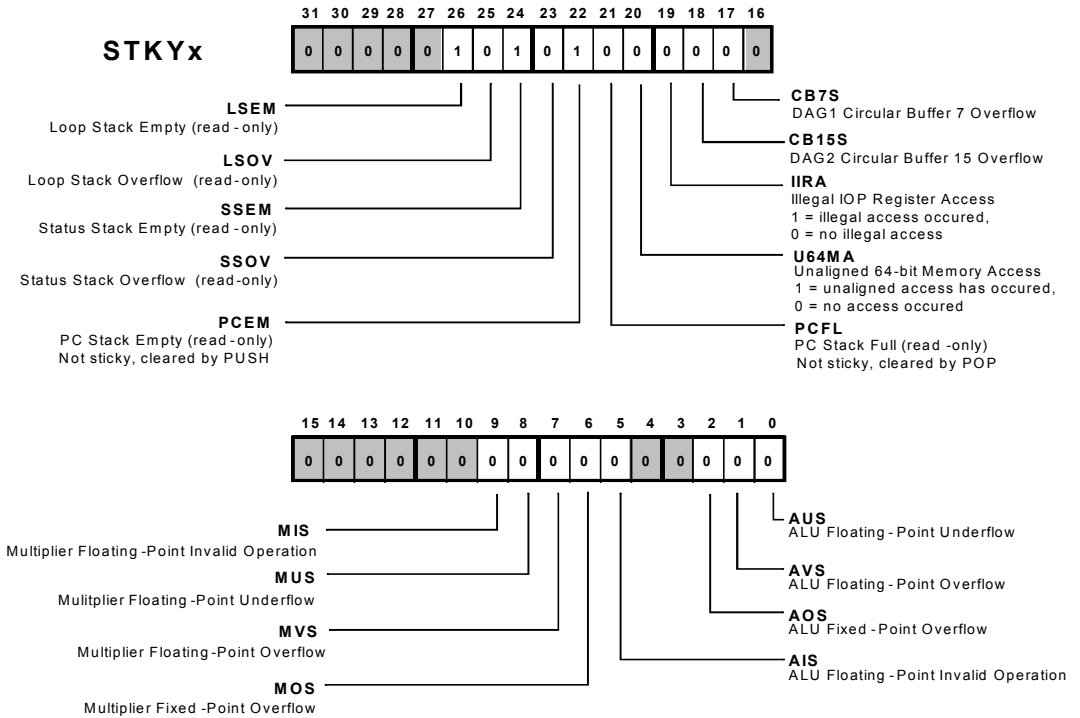 31 30 29 28 27 26 25 24 23 22 21 20 19 18 17 16
STKYx
0 0 0 0 0 1 0 1 0 1 0 0 0 0 0 0
LSEM
Loop Stack Empty (read-only)
LSOV
Loop Stack Overflow (read-only)
SSEM
Status Stack Empty (read-only)
SSOV
Status Stack Overflow (read-only)
PCEM
PC Stack Empty (read-only)
Not sticky, cleared by PUSH
CB7S
DAG1 Circular Buffer 7 Overflow
CB15S
DAG2 Circular Buffer 15 Overflow
IIRA
Illegal IOP Register Access
1 = illegal access occured,
0 = no illegal access
U64MA
Unaligned 64-bit Memory Access
1 = unaligned access has occured,
0 = no access occured
PCFL
PC Stack Full (read -only)
Not sticky, cleared by POP
15 14 13 12 11 10 9 8 7 6 5 4 3 2 1 0
0 0 0 0 0 0 0 0 0 0 0 0 0 0 0 0
MIS
Multiplier Floating-Point Invalid Operation
MUS
Mulitplier Floating-Point Underflow
MVS
Multiplier Floating-Point Overflow
MOS
Multiplier Fixed-Point Overflow
AUS
ALU Floating-Point Underflow
AVS
ALU Floating-Point Overflow
AOS
ALU Fixed-Point Overflow
AIS
ALU Floating-Point Invalid Operation